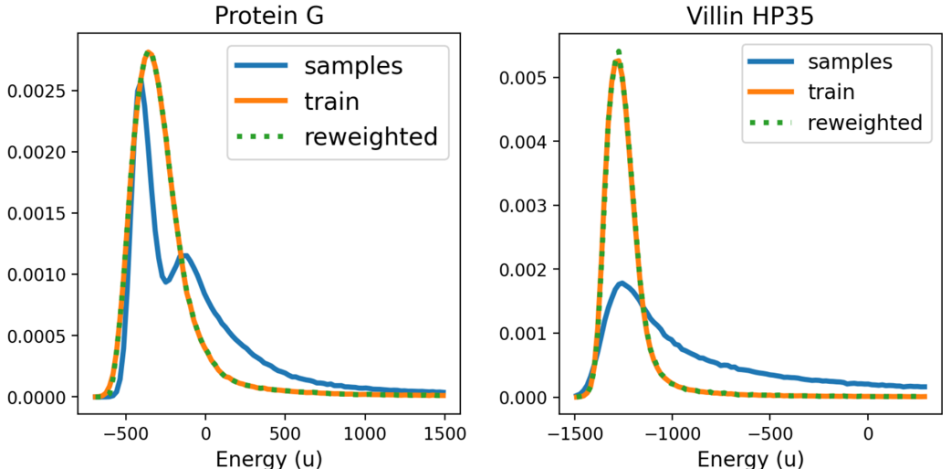 Protein G
samples
train
reweighted
0.0025
0.0020
0.0015
0.0010
0.0005
0.0000
−500
0
500
1000
1500
Energy (u)
Villin HP35
samples
train
reweighted
0.005
0.004
0.003
0.002
0.001
0.000
−1500
−1000
−500
0
Energy (u)